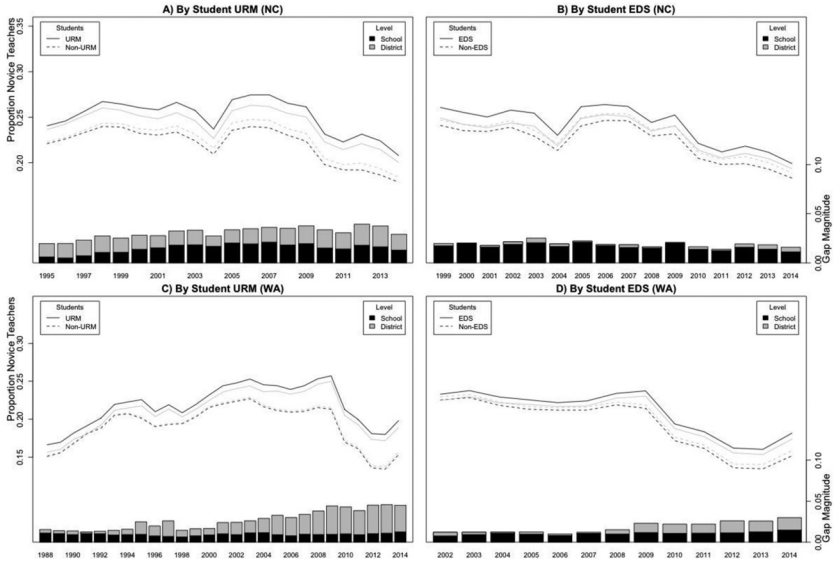 A) By Student URM (NC)
Students
URM
Non-URM
Level
School
District
Proportion Novice Teachers
0.35
0.30
0.25
0.20
1995 1997 1999 2001 2003 2005 2007 2009 2011 2013
B) By Student EDS (NC)
Students
EDS
Non-EDS
Level
School
District
0.10
0.05
0.00
Gap Magnitude
1999 2000 2001 2002 2003 2004 2005 2006 2007 2008 2009 2010 2011 2012 2013 2014
C) By Student URM (WA)
Students
URM
Non-URM
Level
School
District
Proportion Novice Teachers
0.30
0.25
0.20
0.15
1988 1990 1992 1994 1996 1998 2000 2002 2004 2006 2008 2010 2012 2014
D) By Student EDS (WA)
Students
EDS
Non-EDS
Level
School
District
0.10
0.05
0.00
Gap Magnitude
2002 2003 2004 2005 2006 2007 2008 2009 2010 2011 2012 2013 2014